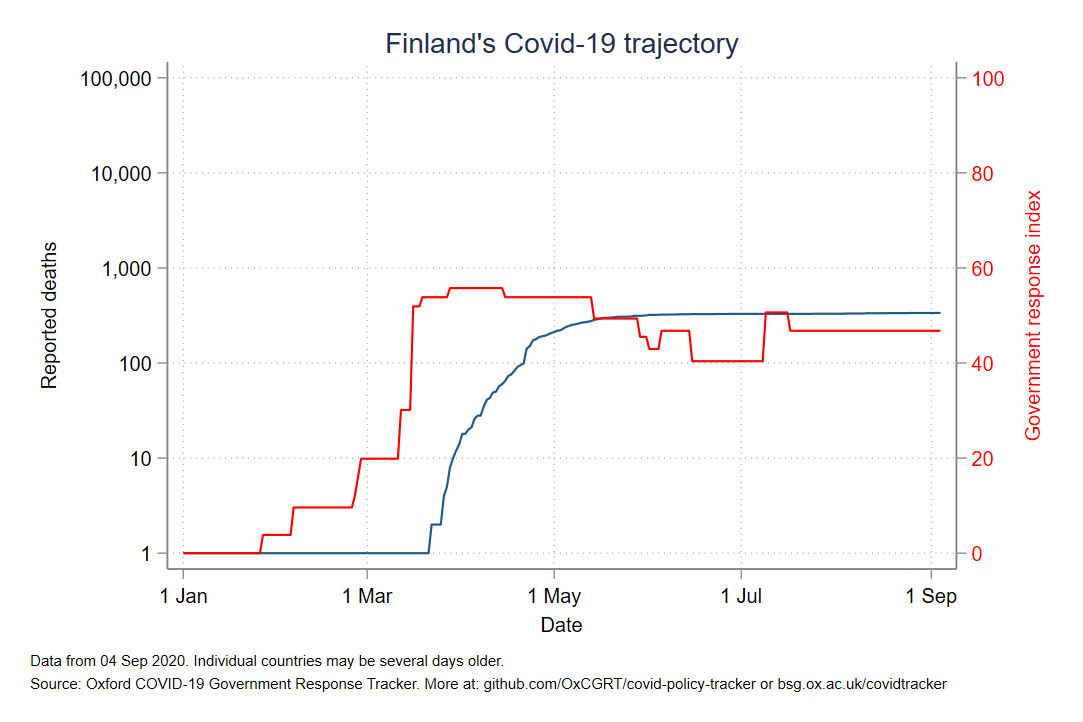 Finland's Covid-19 trajectory
100,000
10,000
1,000
100
10
1
Reported deaths
100
80
60
40
20
0
Government response index
1 Jan
1 Mar
1 May
1 Jul
1 Sep
Date
Data from 04 Sep 2020. Individual countries may be several days older.
Source: Oxford COVID-19 Government Response Tracker. More at: github.com/OxCGRT/covid-policy-tracker or bsg.ox.ac.uk/covidtracker